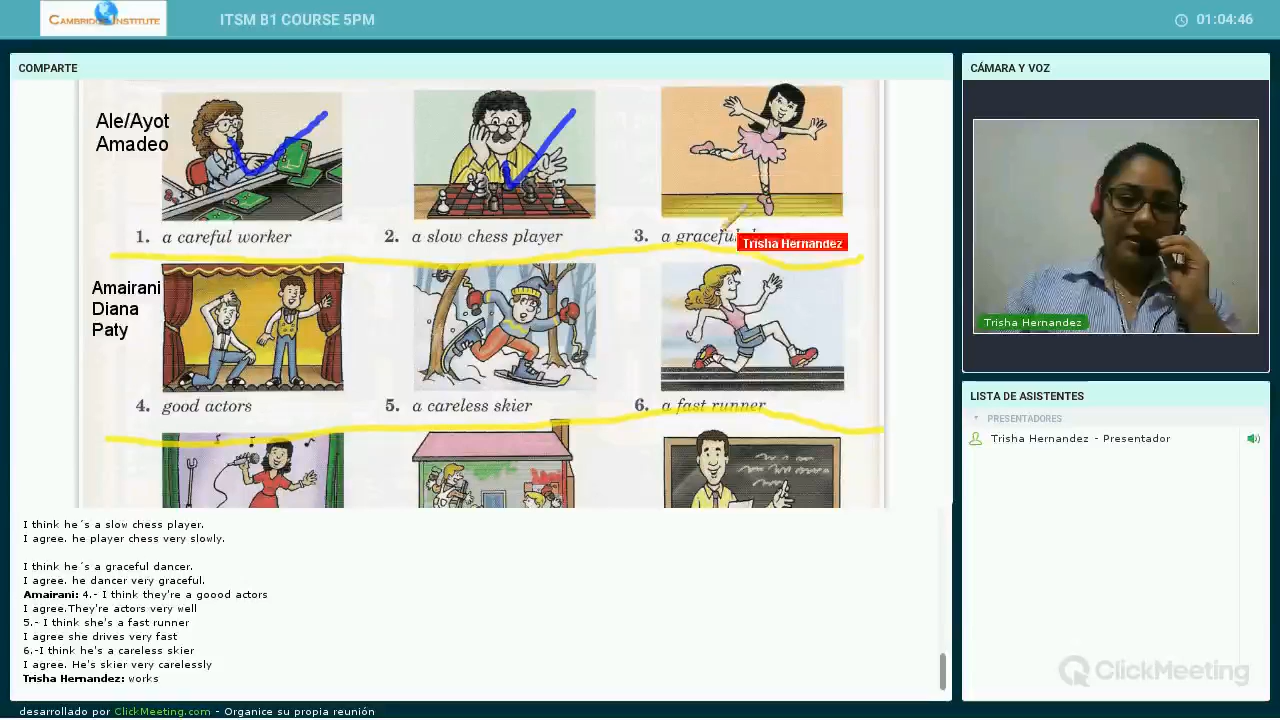 CAMBRIDGE INSTITUTE
ITSM B1 COURSE 5PM
01:04:46
COMPARTE
Ale/Ayot
Amadeo
1. a careful worker
2. a slow chess player
3. a graceful
Trisha Hernandez
Amairani
Diana
Paty
4. good actors
5. a careless skier
6. a fast runner
I think he´s a slow chess player.
I agree. he player chess very slowly.
I think he´s a graceful dancer.
I agree. he dancer very graceful.
Amairani: 4.- I think they're a goood actors
I agree.They're actors very well
5.- I think she's a fast runner
I agree she drives very fast
6.-I think he's a careless skier
I agree. He's skier very carelessly
Trisha Hernandez: works
CÁMARA Y VOZ
Trisha Hernandez
LISTA DE ASISTENTES
PRESENTADORES
Trisha Hernandez - Presentador
ClickMeeting
desarrollado por ClickMeeting.com - Organice su propia reunión